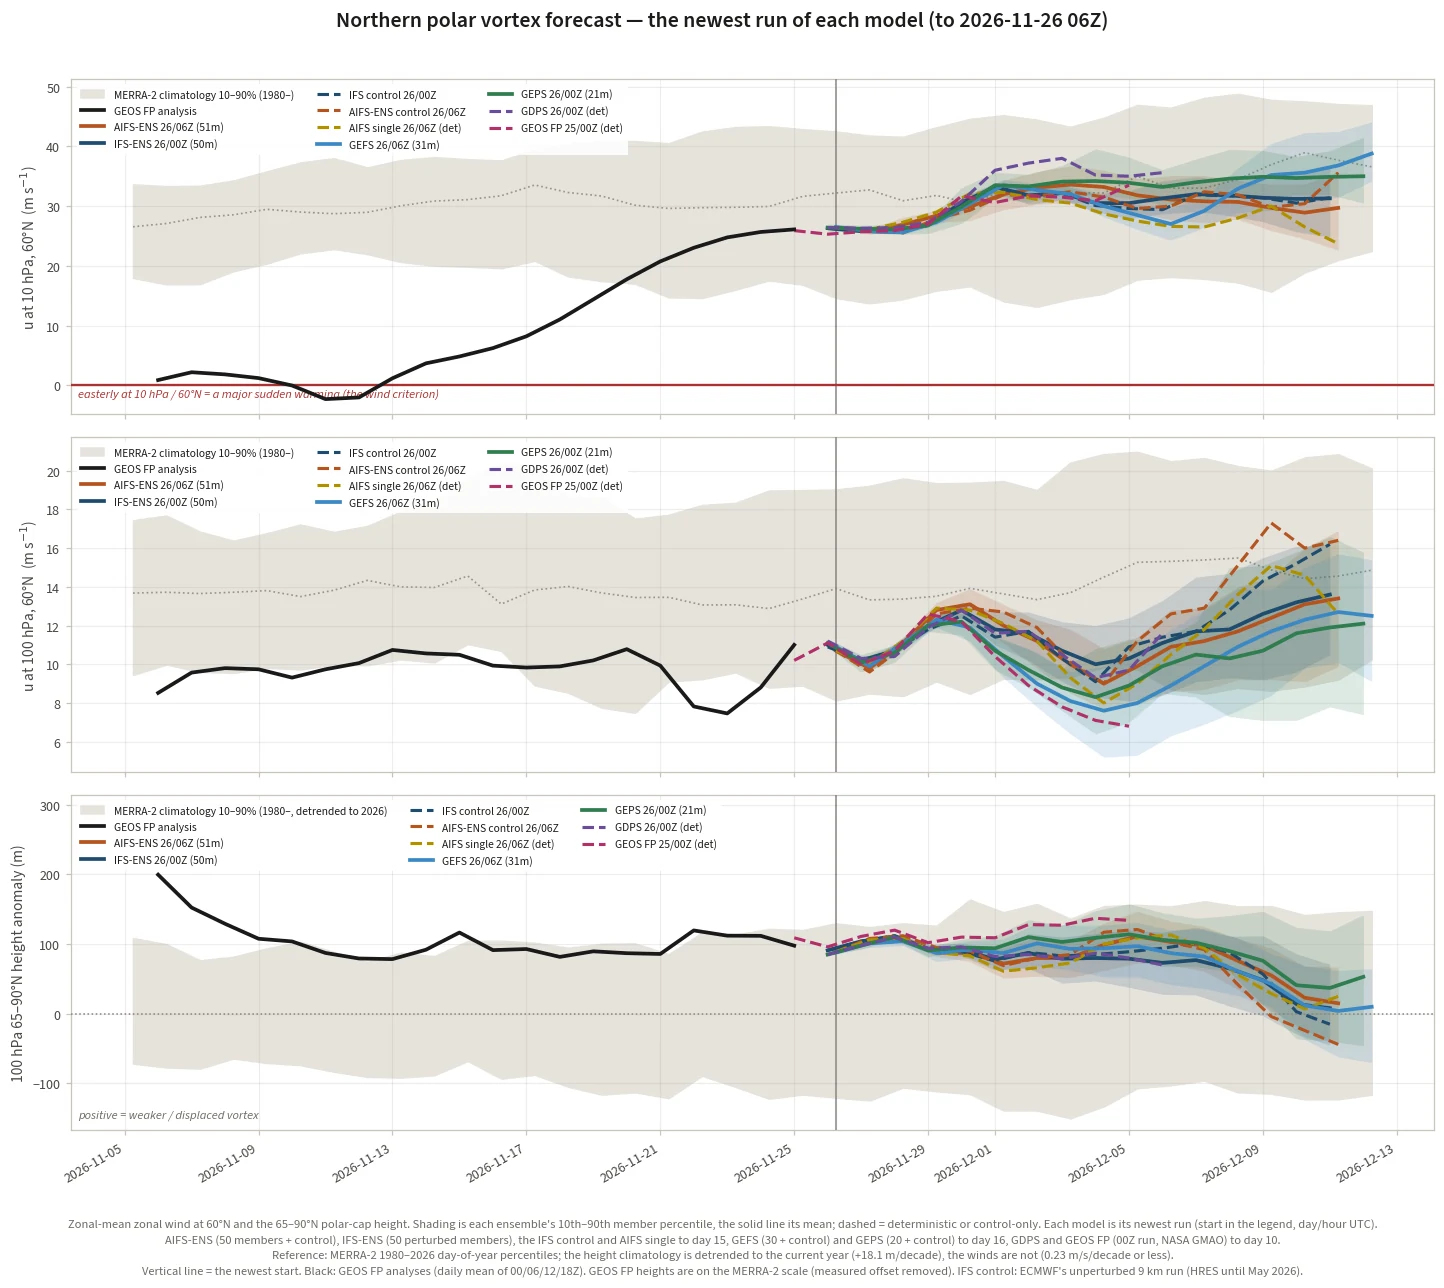 Northern polar vortex forecast — the newest run of each model (to 2026-11-26 06Z)
MERRA-2 climatology 10–90% (1980–)
GEOS FP analysis
AIFS-ENS 26/06Z (51m)
IFS-ENS 26/00Z (50m)
IFS control 26/00Z
AIFS-ENS control 26/06Z
AIFS single 26/06Z (det)
GEFS 26/06Z (31m)
GEPS 26/00Z (21m)
GDPS 26/00Z (det)
GEOS FP 25/00Z (det)
u at 10 hPa, 60°N (m s⁻¹)
50
40
30
20
10
0
easterly at 10 hPa / 60°N = a major sudden warming (the wind criterion)
MERRA-2 climatology 10–90% (1980–)
GEOS FP analysis
AIFS-ENS 26/06Z (51m)
IFS-ENS 26/00Z (50m)
IFS control 26/00Z
AIFS-ENS control 26/06Z
AIFS single 26/06Z (det)
GEFS 26/06Z (31m)
GEPS 26/00Z (21m)
GDPS 26/00Z (det)
GEOS FP 25/00Z (det)
u at 100 hPa, 60°N (m s⁻¹)
20
18
16
14
12
10
8
6
MERRA-2 climatology 10–90% (1980–, detrended to 2026)
GEOS FP analysis
AIFS-ENS 26/06Z (51m)
IFS-ENS 26/00Z (50m)
IFS control 26/00Z
AIFS-ENS control 26/06Z
AIFS single 26/06Z (det)
GEFS 26/06Z (31m)
GEPS 26/00Z (21m)
GDPS 26/00Z (det)
GEOS FP 25/00Z (det)
100 hPa 65–90°N height anomaly (m)
300
200
100
0
−100
positive = weaker / displaced vortex
2026-11-05
2026-11-09
2026-11-13
2026-11-17
2026-11-21
2026-11-25
2026-11-29
2026-12-01
2026-12-05
2026-12-09
2026-12-13
Zonal-mean zonal wind at 60°N and the 65–90°N polar-cap height. Shading is each ensemble's 10th–90th member percentile, the solid line its mean; dashed = deterministic or control-only. Each model is its newest run (start in the legend, day/hour UTC).
AIFS-ENS (50 members + control), IFS-ENS (50 perturbed members), the IFS control and AIFS single to day 15, GEFS (30 + control) and GEPS (20 + control) to day 16, GDPS and GEOS FP (00Z run, NASA GMAO) to day 10.
Reference: MERRA-2 1980–2026 day-of-year percentiles; the height climatology is detrended to the current year (+18.1 m/decade), the winds are not (0.23 m/s/decade or less).
Vertical line = the newest start. Black: GEOS FP analyses (daily mean of 00/06/12/18Z). GEOS FP heights are on the MERRA-2 scale (measured offset removed). IFS control: ECMWF's unperturbed 9 km run (HRES until May 2026).